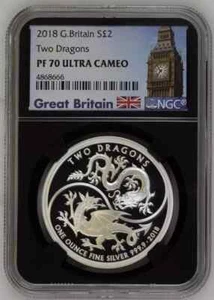 2018 G.Britain S$2
Two Dragons
PF 70 ULTRA CAMEO
4868666
Great Britain
NGC
TWO DRAGONS
ONE OUNCE FINE SILVER 999.9 · 2018